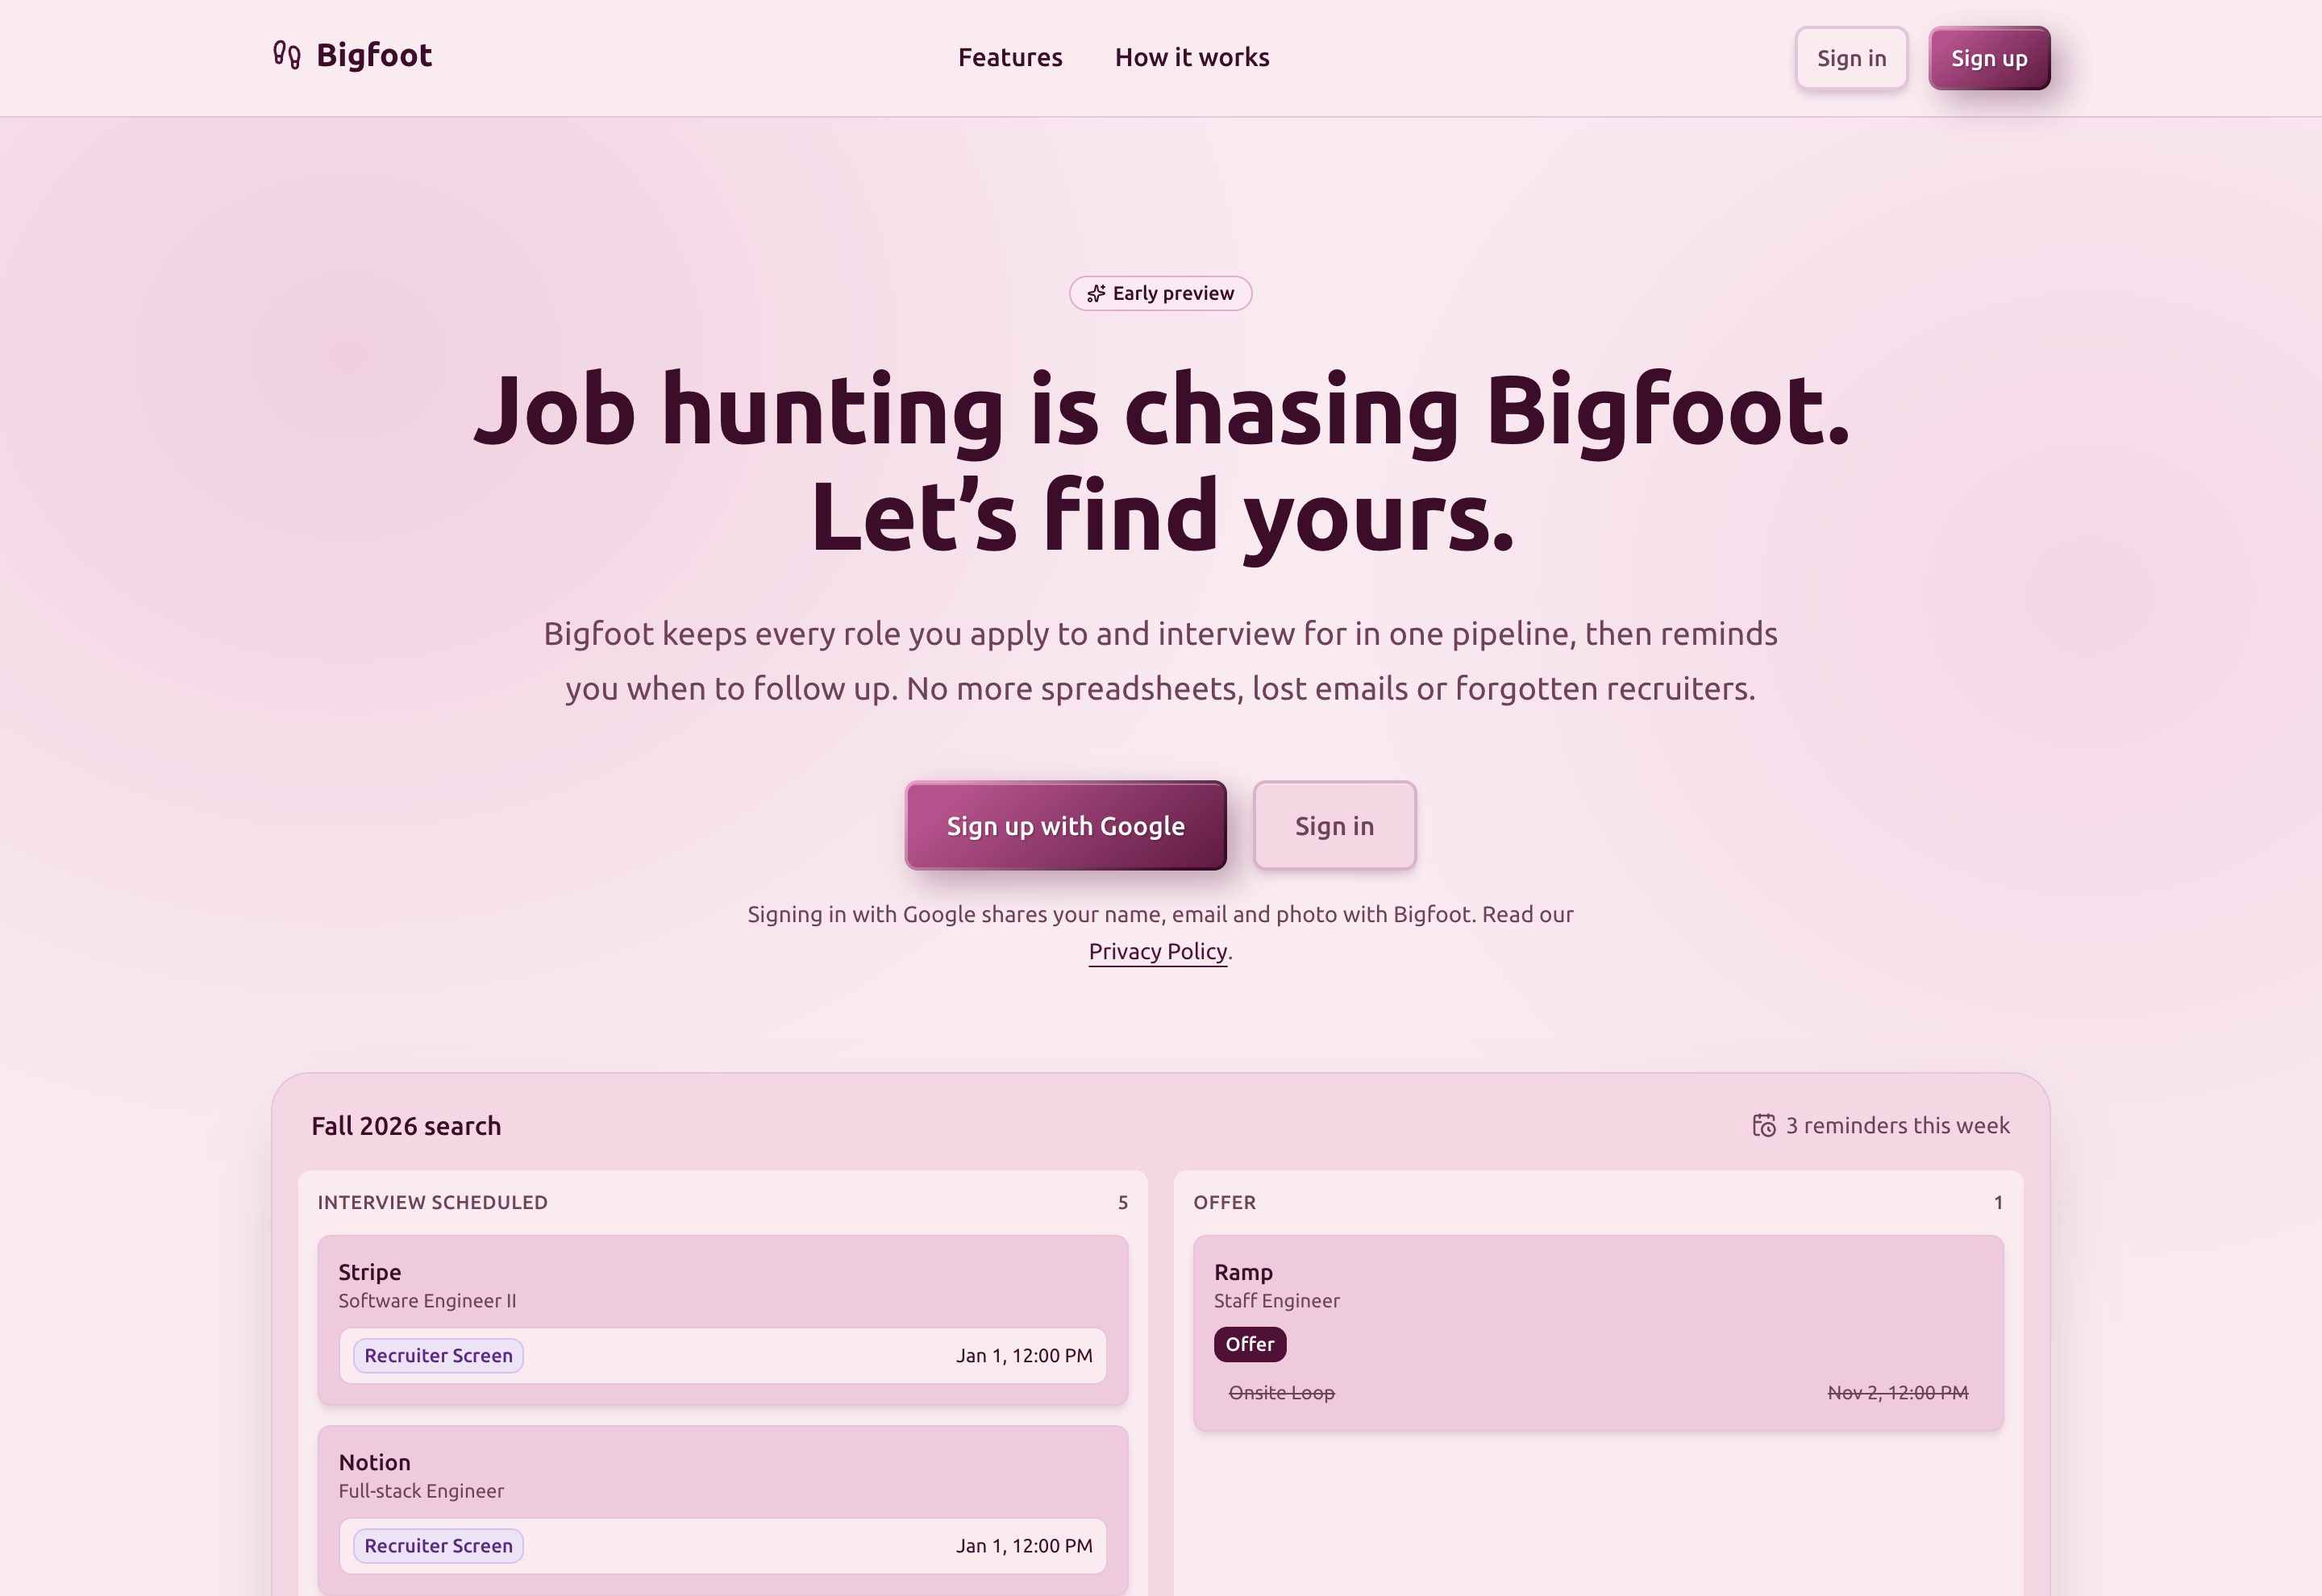 Bigfoot
Features
How it works
Sign in
Sign up
Early preview
Job hunting is chasing Bigfoot.
Let’s find yours.
Bigfoot keeps every role you apply to and interview for in one pipeline, then reminds
you when to follow up. No more spreadsheets, lost emails or forgotten recruiters.
Sign up with Google
Sign in
Signing in with Google shares your name, email and photo with Bigfoot. Read our
Privacy Policy.
Fall 2026 search
3 reminders this week
INTERVIEW SCHEDULED
5
Stripe
Software Engineer II
Recruiter Screen
Jan 1, 12:00 PM
Notion
Full-stack Engineer
Recruiter Screen
Jan 1, 12:00 PM
OFFER
1
Ramp
Staff Engineer
Offer
Onsite Loop
Nov 2, 12:00 PM